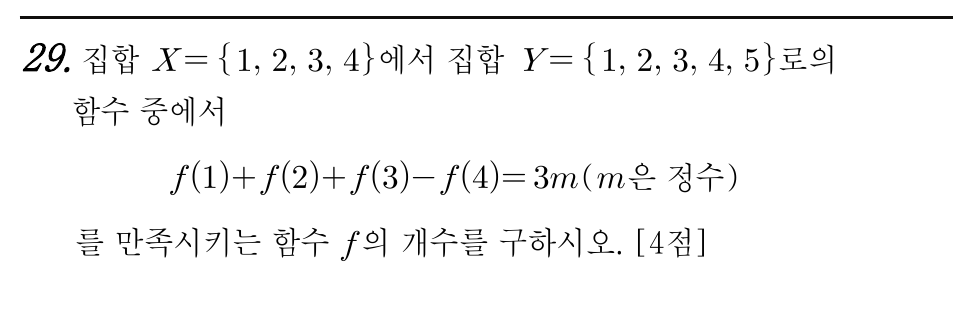 29. 집합 X={1, 2, 3, 4}에서 집합 Y={1, 2, 3, 4, 5}로의
함수 중에서
f(1)+f(2)+f(3)−f(4)=3m(m은 정수)
를 만족시키는 함수 f의 개수를 구하시오. [4점]